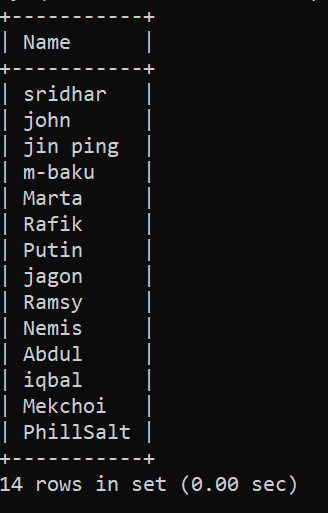 +-----------+
| Name      |
+-----------+
| sridhar   |
| john      |
| jin ping  |
| m-baku    |
| Marta     |
| Rafik     |
| Putin     |
| jagon     |
| Ramsy     |
| Nemis     |
| Abdul     |
| iqbal     |
| Mekchoi   |
| PhillSalt |
+-----------+
14 rows in set (0.00 sec)